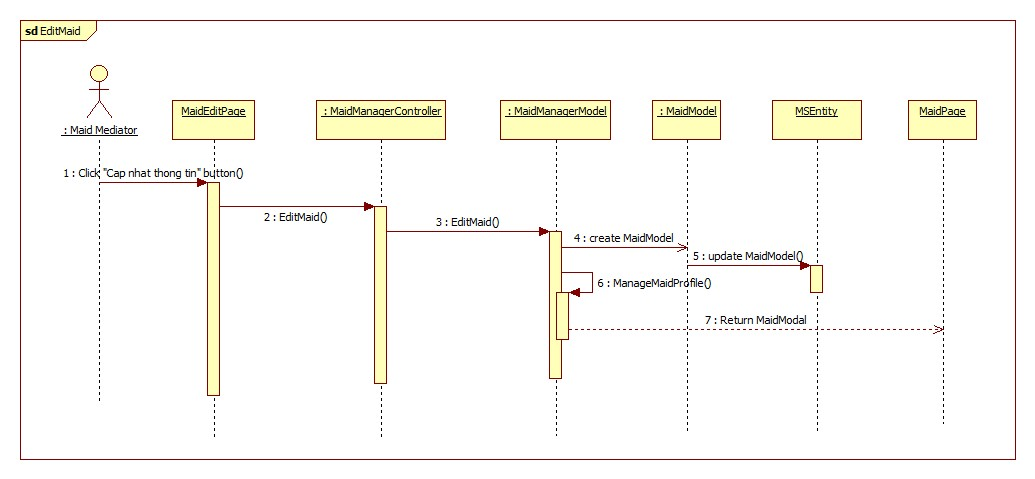 sd EditMaid
: Maid Mediator
MaidEditPage
: MaidManagerController
: MaidManagerModel
: MaidModel
MSEntity
MaidPage
1 : Click "Cap nhat thong tin" button()
2 : EditMaid()
3 : EditMaid()
4 : create MaidModel
5 : update MaidModel()
6 : ManageMaidProfile()
7 : Return MaidModal